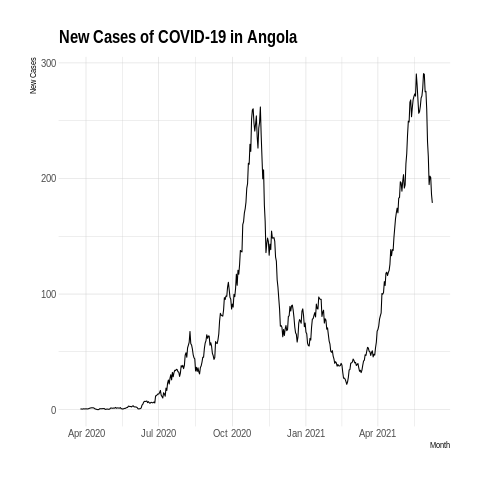 New Cases of COVID-19 in Angola
New Cases
300
200
100
0
Apr 2020 Jul 2020 Oct 2020 Jan 2021 Apr 2021
Month